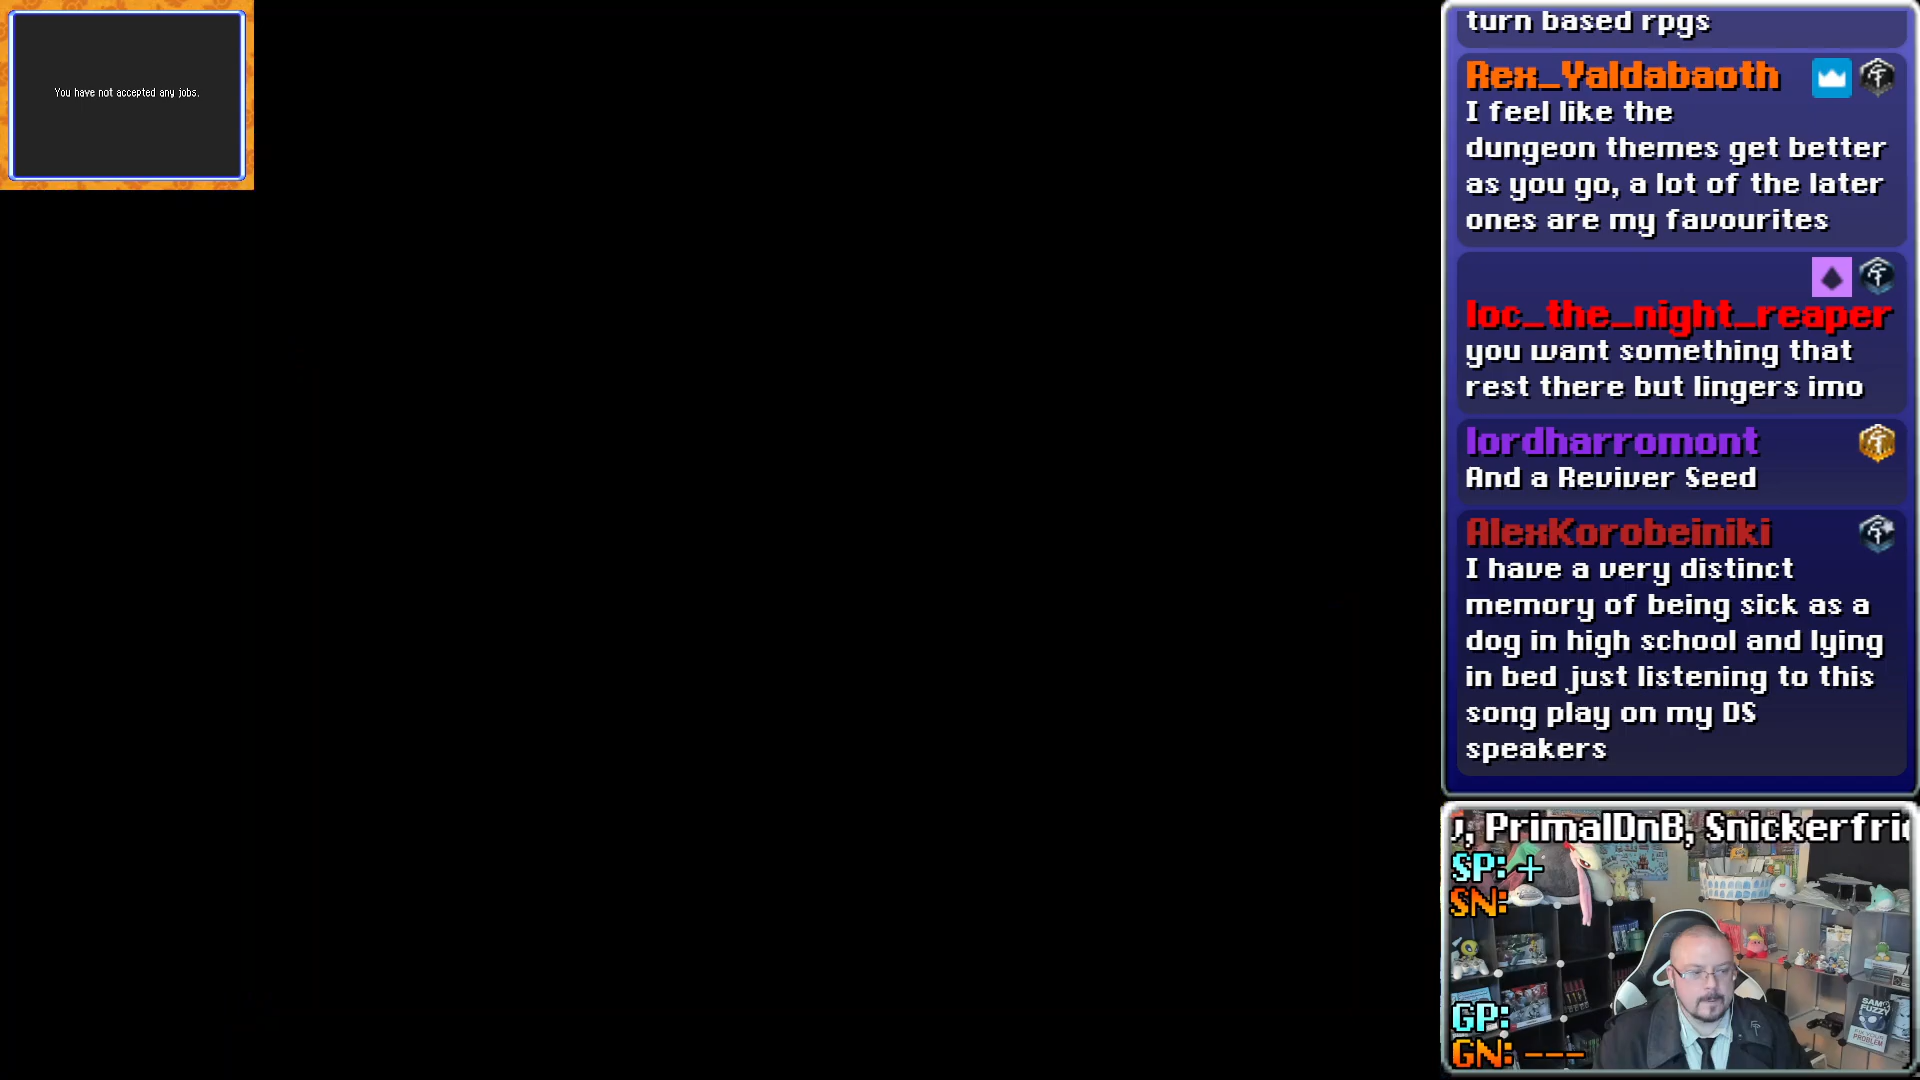 You have not accepted any jobs.
turn based rpgs
Rex_Yaldabaoth
I feel like the
dungeon themes get better
as you go, a lot of the later
ones are my favourites
loc_the_night_reaper
you want something that
rest there but lingers imo
lordharromont
And a Reviver Seed
AlexKorobeiniki
I have a very distinct
memory of being sick as a
dog in high school and lying
in bed just listening to this
song play on my DS
speakers
, PrimalDnB, Snickerfri
SP: +
SN:
GP:
GN: ---
SAM
FUZZY
PROBLEM